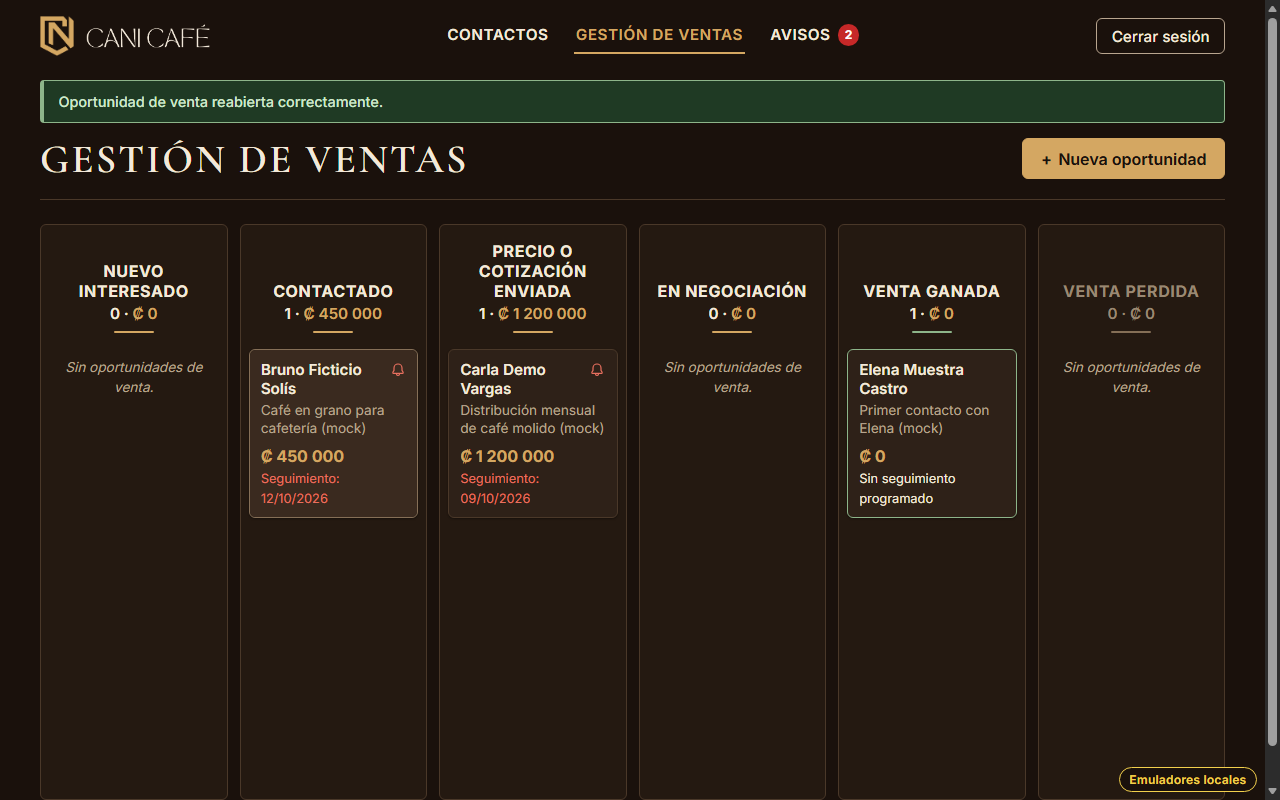 CANI CAFÉ
CONTACTOS
GESTIÓN DE VENTAS
AVISOS 2
Cerrar sesión
Oportunidad de venta reabierta correctamente.
GESTIÓN DE VENTAS
+ Nueva oportunidad
NUEVO
INTERESADO
0 · ₡ 0
Sin oportunidades de
venta.
CONTACTADO
1 · ₡ 450 000
Bruno Ficticio
Solís
Café en grano para
cafetería (mock)
₡ 450 000
Seguimiento:
12/10/2026
PRECIO O
COTIZACIÓN
ENVIADA
1 · ₡ 1 200 000
Carla Demo
Vargas
Distribución mensual
de café molido (mock)
₡ 1 200 000
Seguimiento:
09/10/2026
EN NEGOCIACIÓN
0 · ₡ 0
Sin oportunidades de
venta.
VENTA GANADA
1 · ₡ 0
Elena Muestra
Castro
Primer contacto con
Elena (mock)
₡ 0
Sin seguimiento
programado
VENTA PERDIDA
0 · ₡ 0
Sin oportunidades de
venta.
Emuladores locales